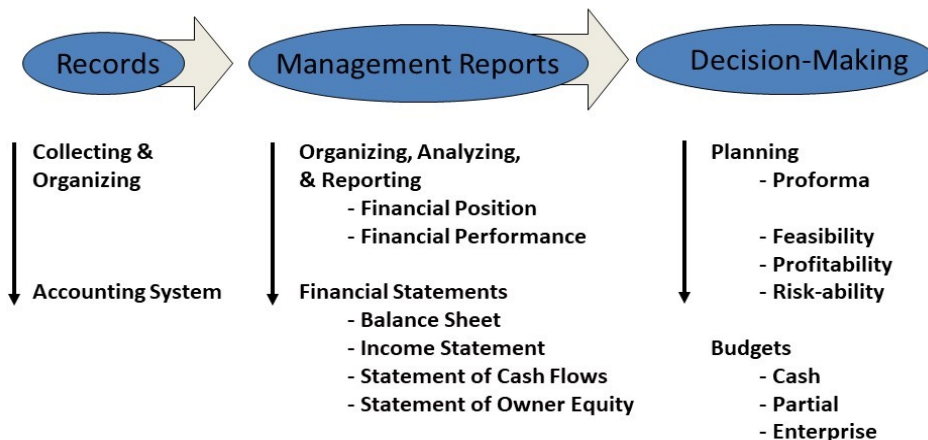 Records
Management Reports
Decision-Making
Collecting &
Organizing
Accounting System
Organizing, Analyzing,
& Reporting
- Financial Position
- Financial Performance
Financial Statements
- Balance Sheet
- Income Statement
- Statement of Cash Flows
- Statement of Owner Equity
Planning
- Proforma
- Feasibility
- Profitability
- Risk-ability
Budgets
- Cash
- Partial
- Enterprise